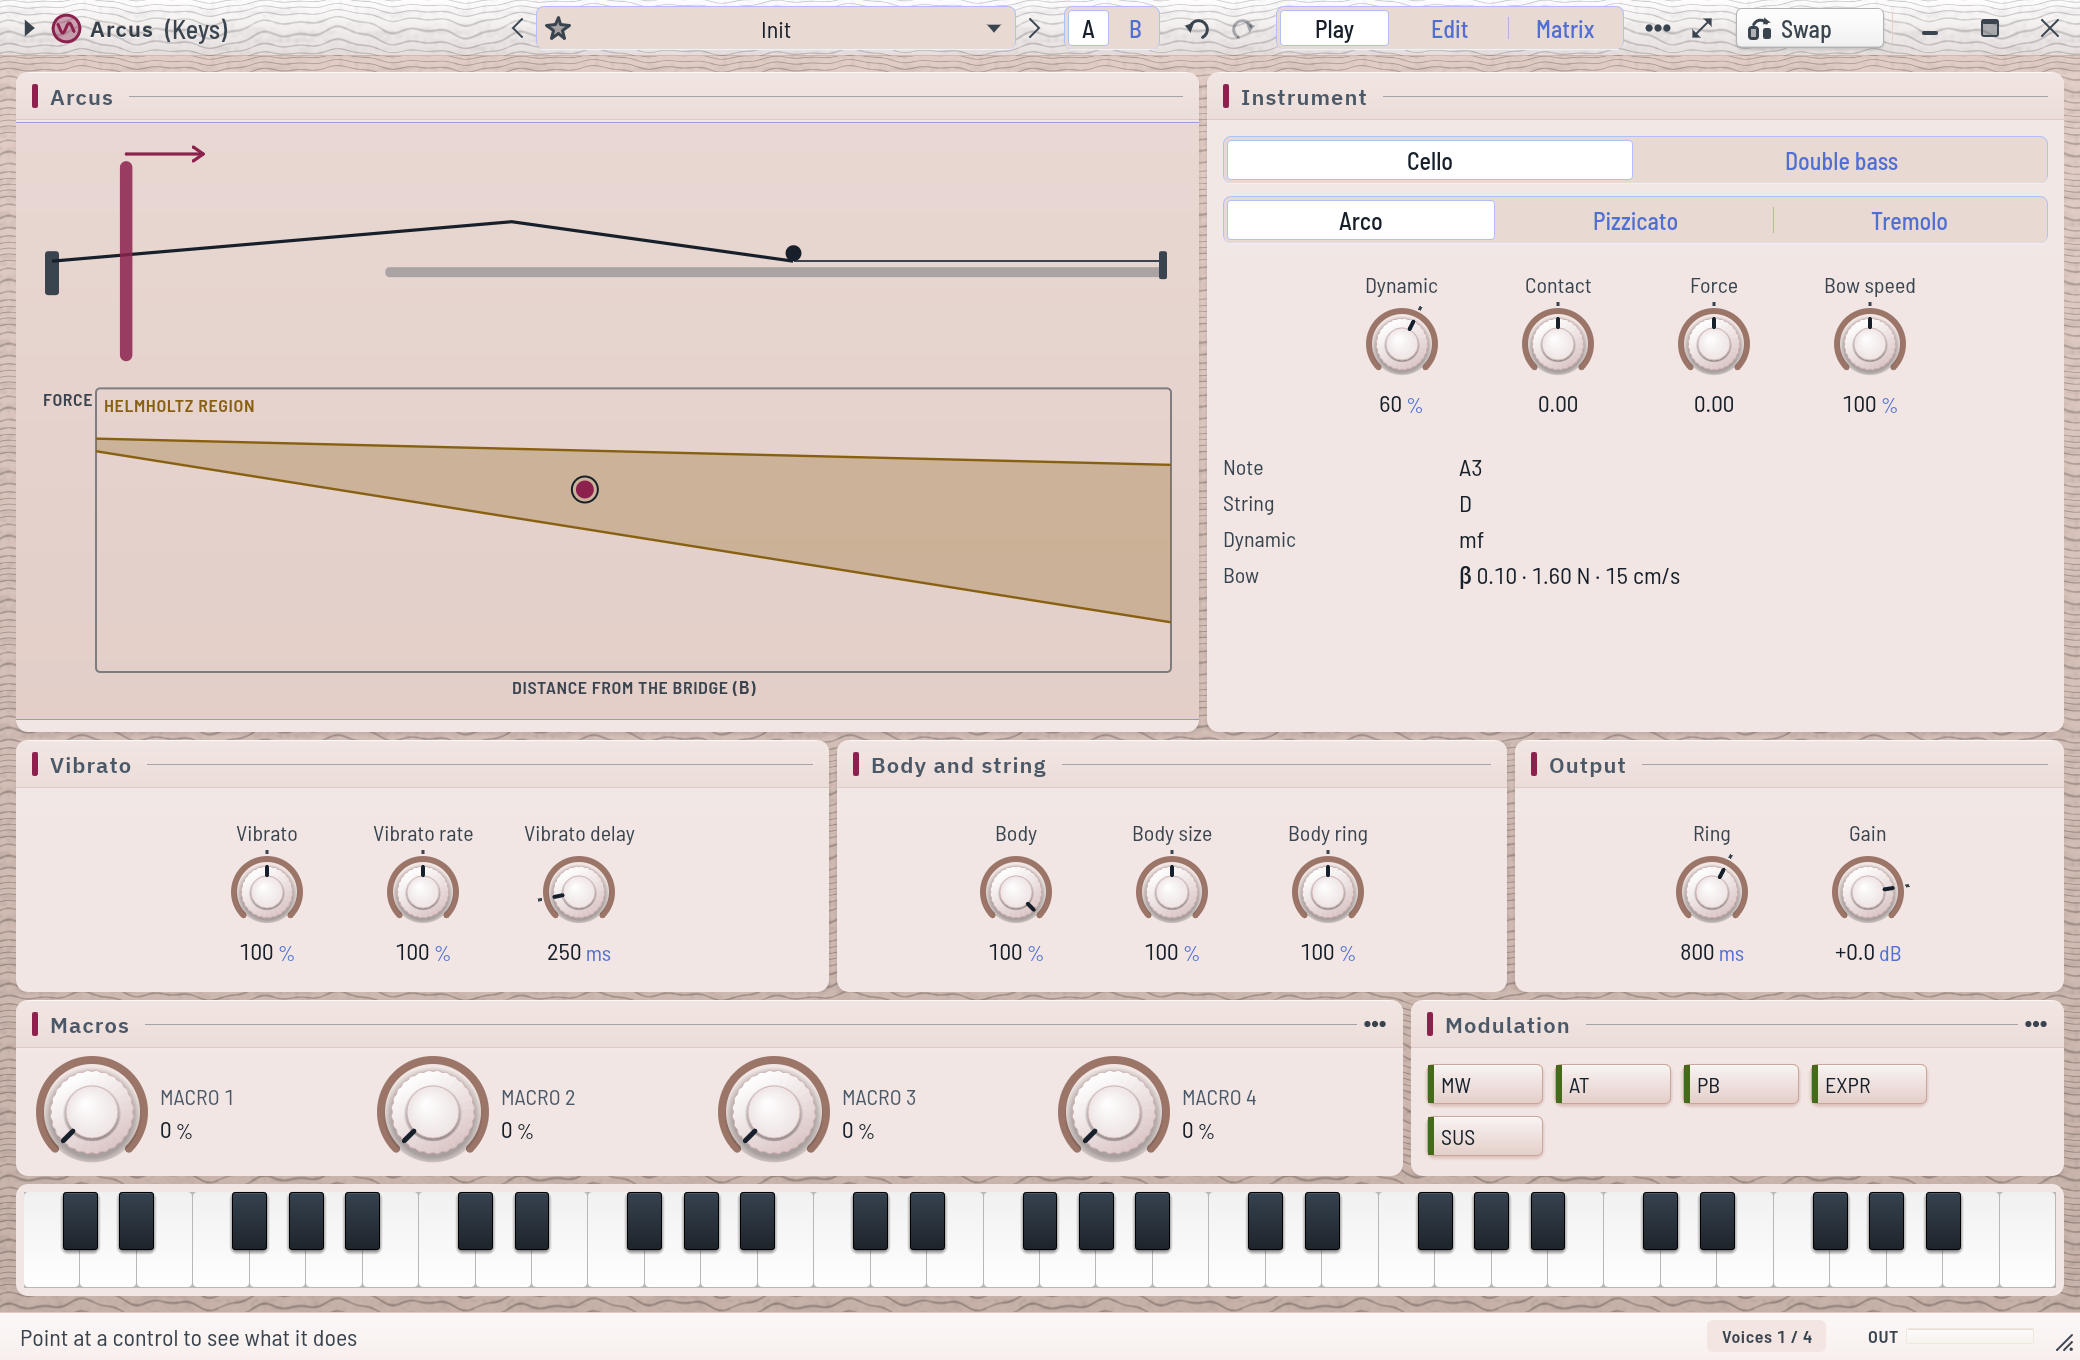 Arcus (Keys)
Init
A B
Play Edit Matrix
Swap
Arcus
FORCE
HELMHOLTZ REGION
DISTANCE FROM THE BRIDGE (B)
Instrument
Cello Double bass
Arco Pizzicato Tremolo
Dynamic Contact Force Bow speed
60 % 0.00 0.00 100 %
Note A3
String D
Dynamic mf
Bow β 0.10 · 1.60 N · 15 cm/s
Vibrato
Vibrato Vibrato rate Vibrato delay
100 % 100 % 250 ms
Body and string
Body Body size Body ring
100 % 100 % 100 %
Output
Ring Gain
800 ms +0.0 dB
Macros
MACRO 1
0 %
MACRO 2
0 %
MACRO 3
0 %
MACRO 4
0 %
Modulation
MW AT PB EXPR
SUS
Point at a control to see what it does
Voices 1 / 4
OUT